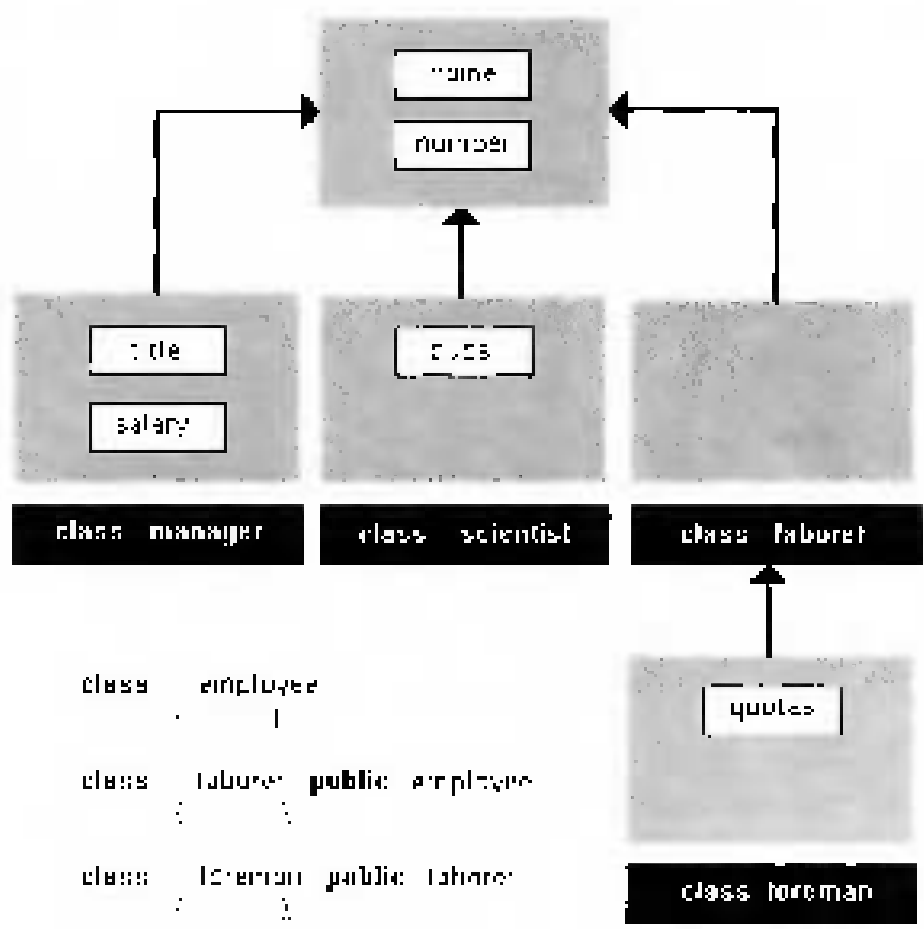 name
number
title
salary
class manager
class scientist
class laborer
class employee
quotas
class laborer public employee
class foreman public laborer
class foreman